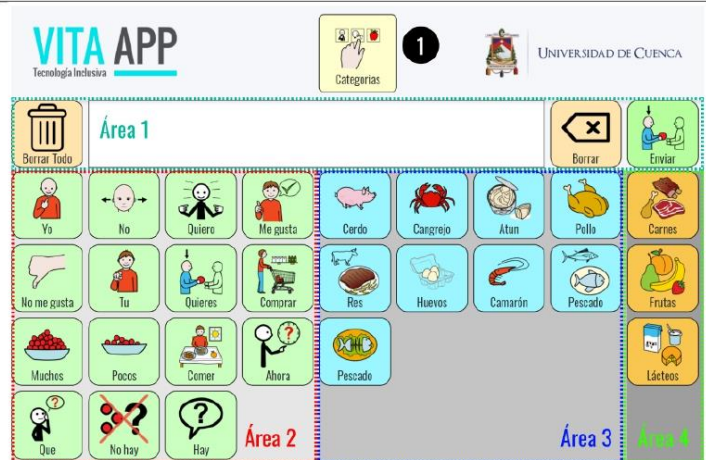 VITA APP
Tecnología Inclusiva
Categorias
1
UNIVERSIDAD DE CUENCA
Borrar Todo
Área 1
Borrar
Enviar
Yo
No
Quiero
Me gusta
Cerdo
Cangrejo
Atun
Pollo
Carnes
No me gusta
Tu
Quieres
Comprar
Res
Huevos
Camarón
Pescado
Frutas
Muchos
Pocos
Comer
Ahora
Pescado
Lácteos
Que
No hay
Hay
Área 2
Área 3
Área 4